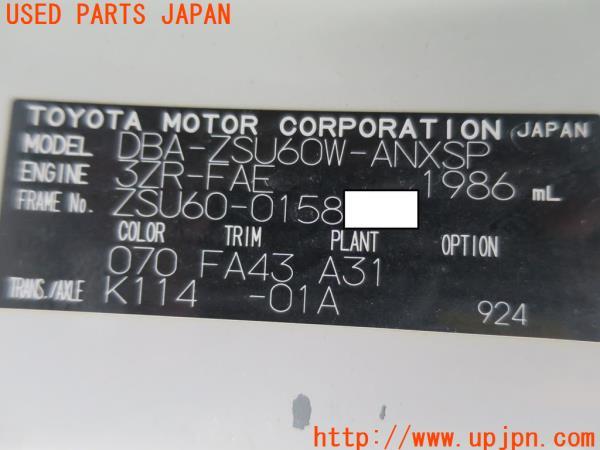 USED PARTS JAPAN
TOYOTA MOTOR CORPORATION JAPAN
MODEL DBA-ZSU60W-ANXSP
ENGINE 3ZR-FAE 1986 mL
FRAME No. ZSU60-0158
COLOR TRIM PLANT OPTION
070 FA43 A31
TRANS./AXLE K114 -01A 924
UPJ
http://www.upjpn.com